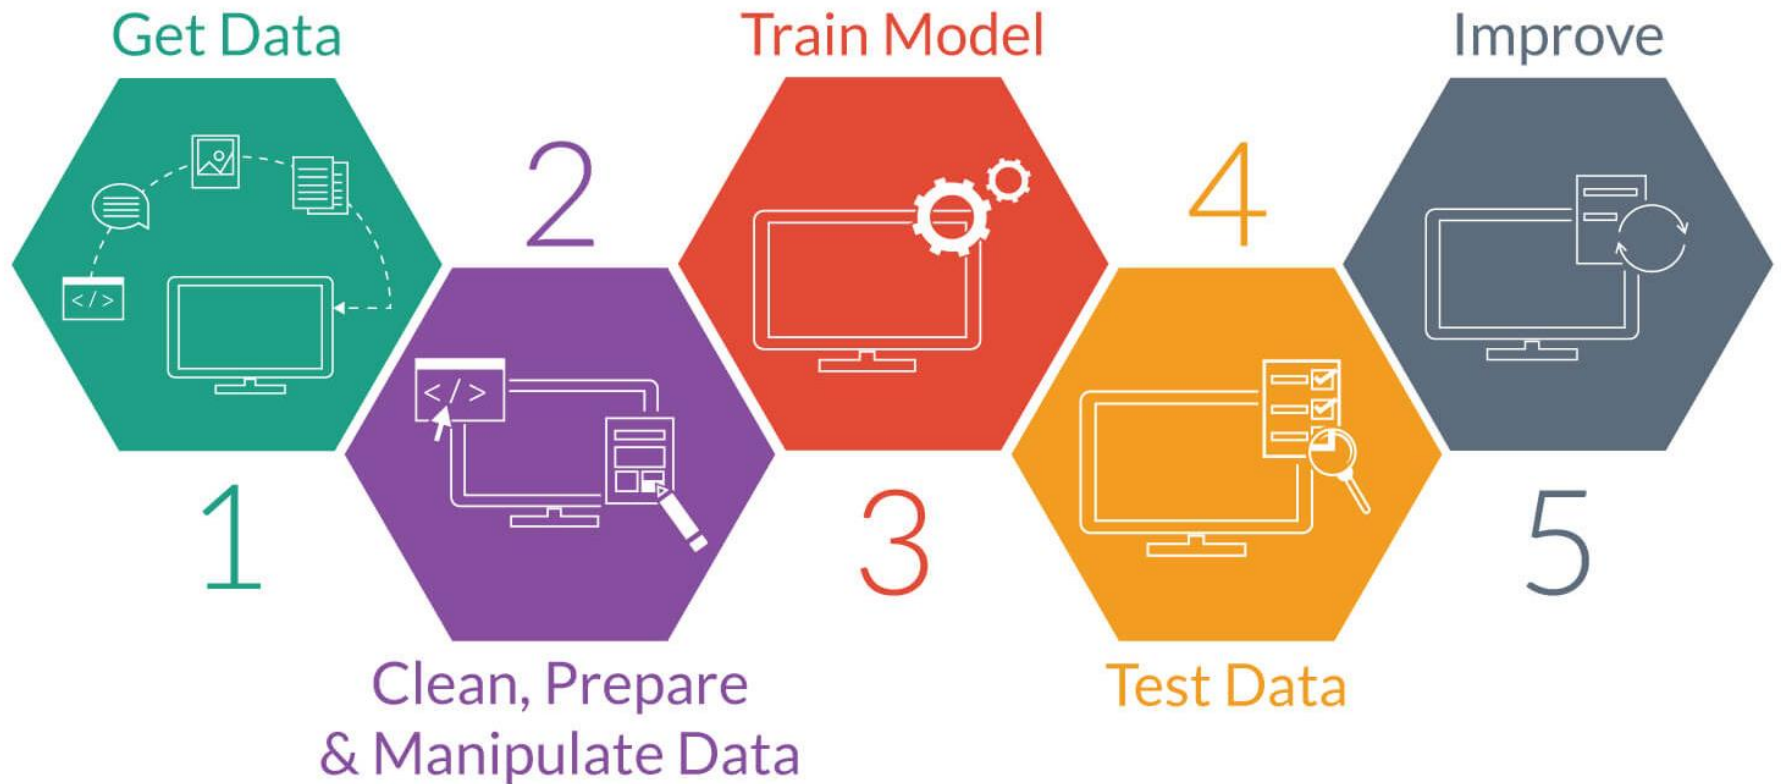 Get Data
1
2
Clean, Prepare
& Manipulate Data
Train Model
3
4
Test Data
Improve
5
</ >
</ >